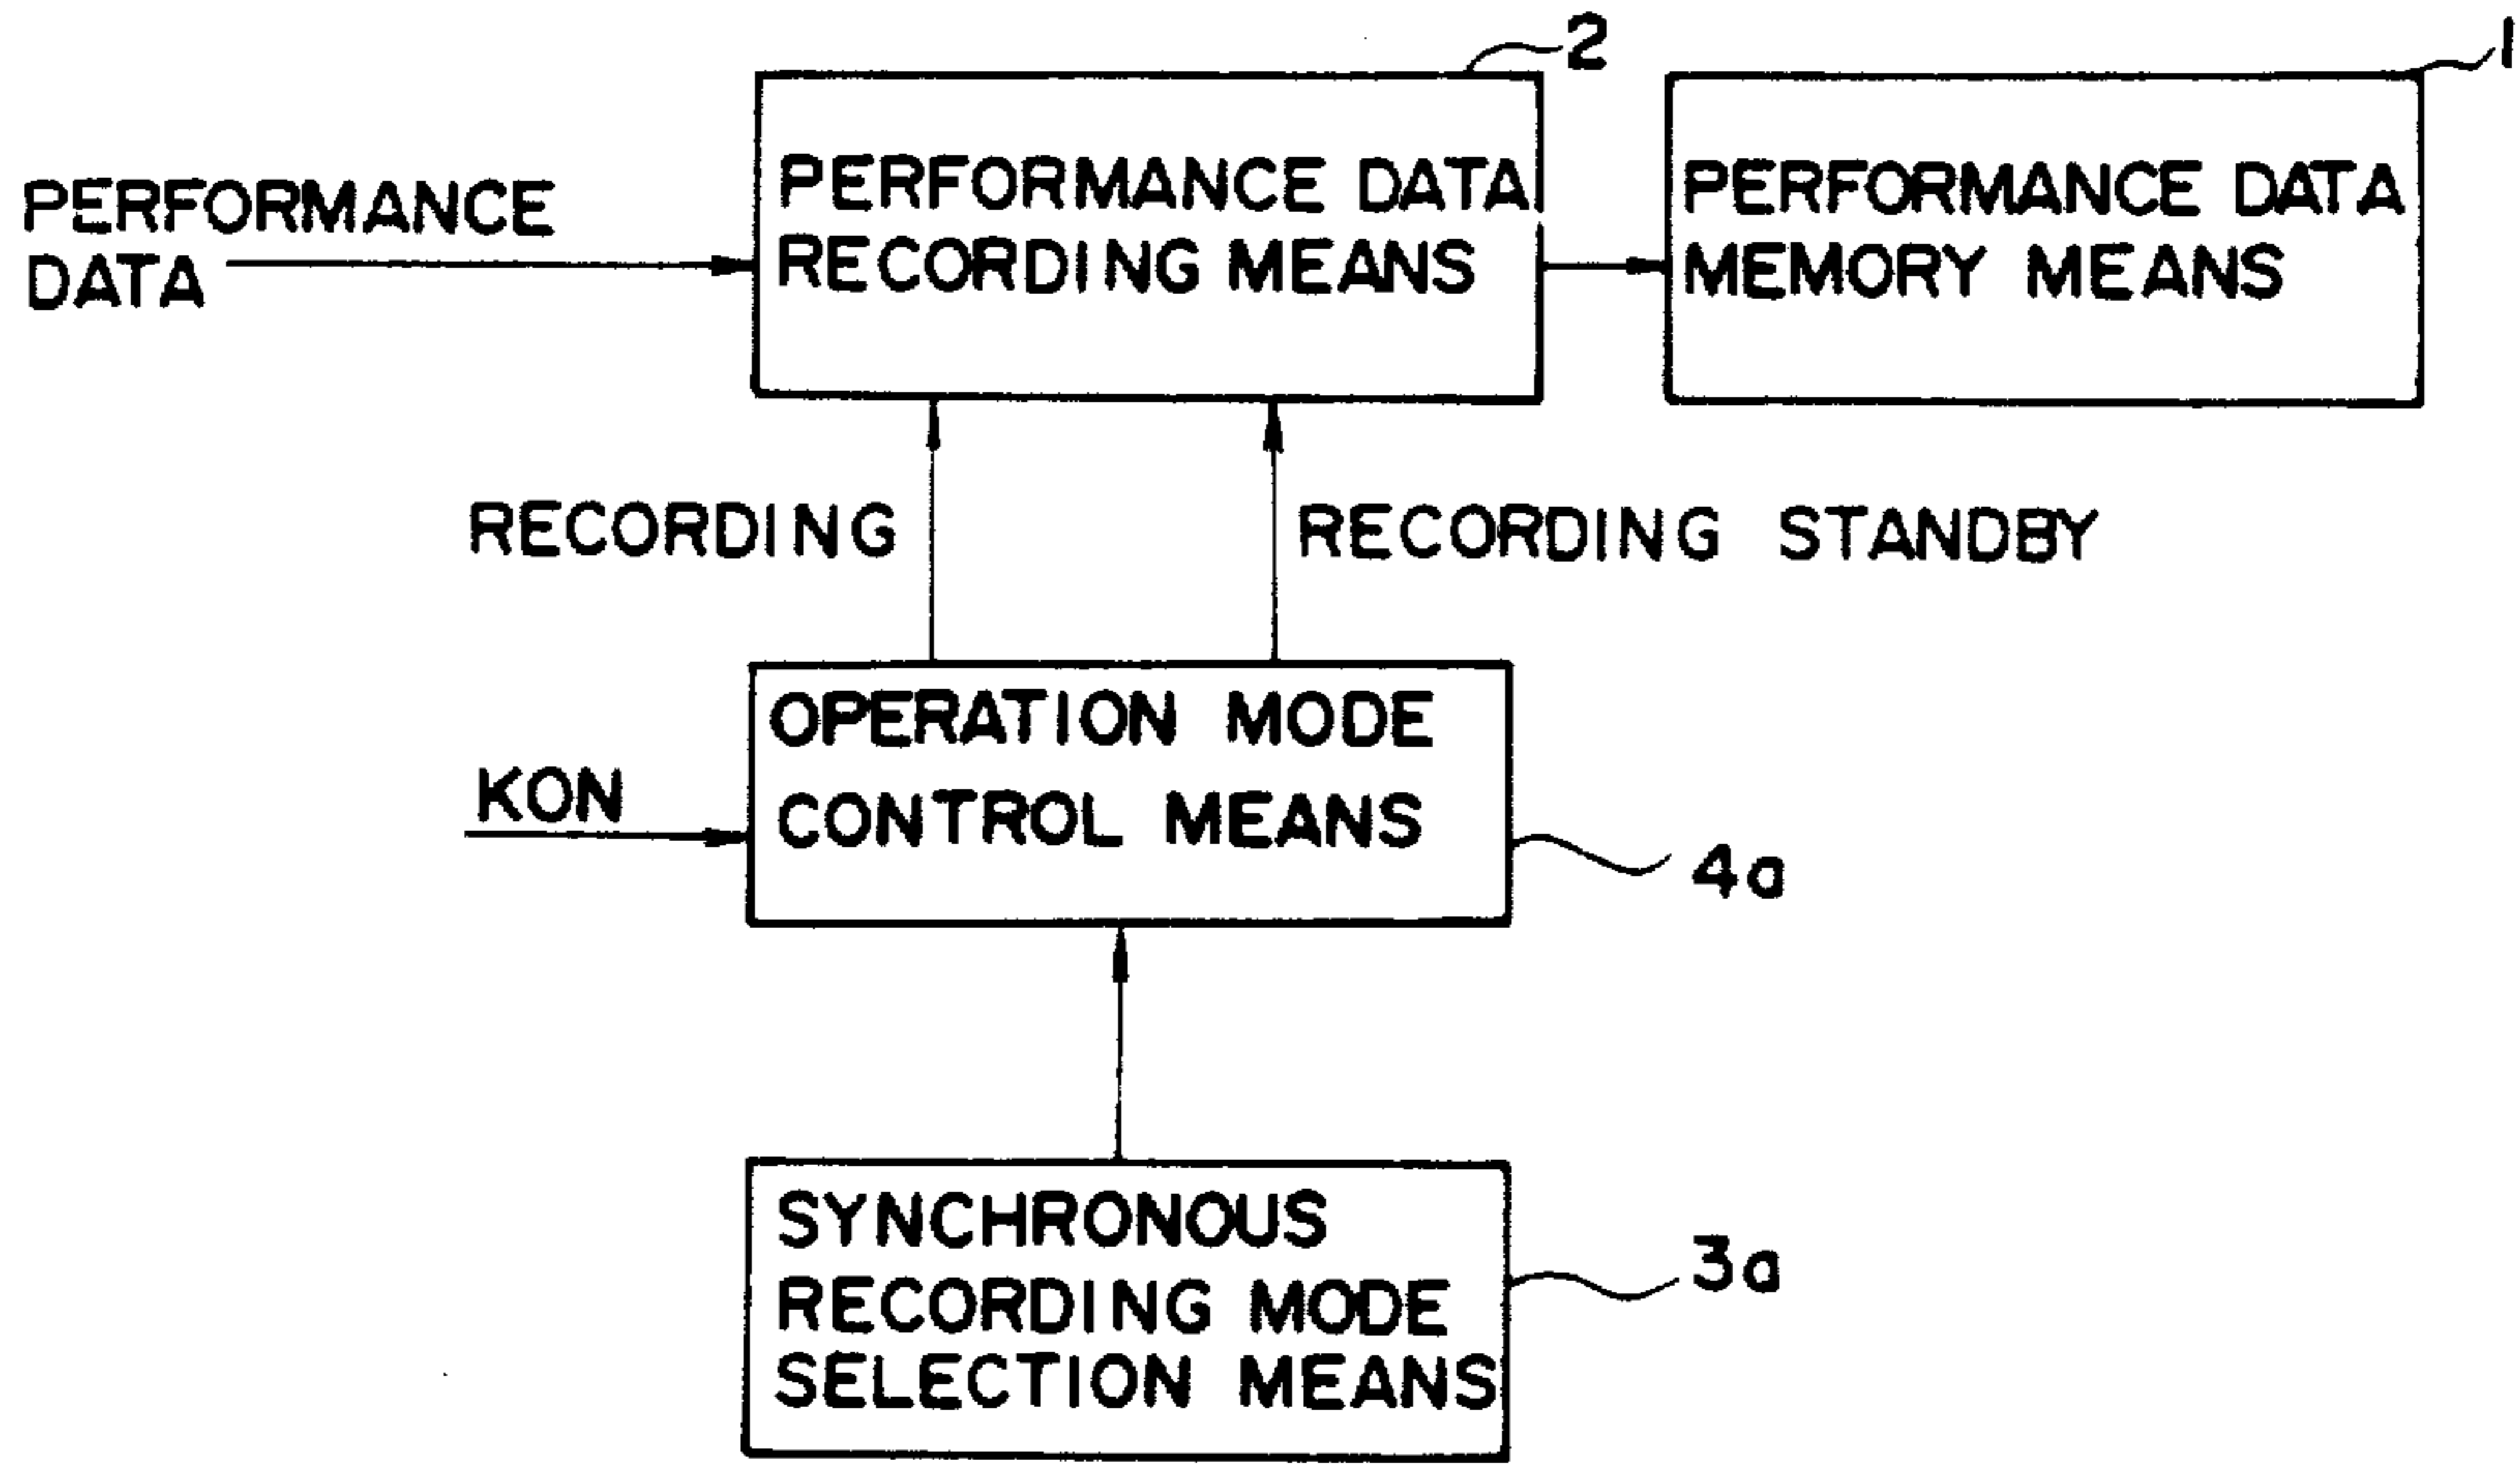 2
1
PERFORMANCE
DATA
PERFORMANCE DATA
RECORDING MEANS
PERFORMANCE DATA
MEMORY MEANS
RECORDING
RECORDING STANDBY
OPERATION MODE
CONTROL MEANS
KON
4a
SYNCHRONOUS
RECORDING MODE
SELECTION MEANS
3a